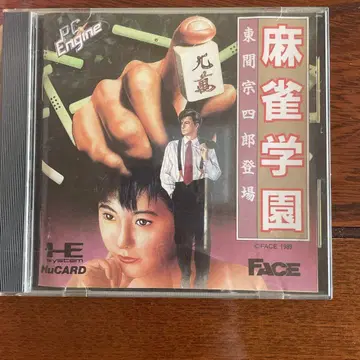 PC Engine
九萬
麻雀学園
東間宗四郎登場
©FACE 1989
HE
system
HuCARD
FACE